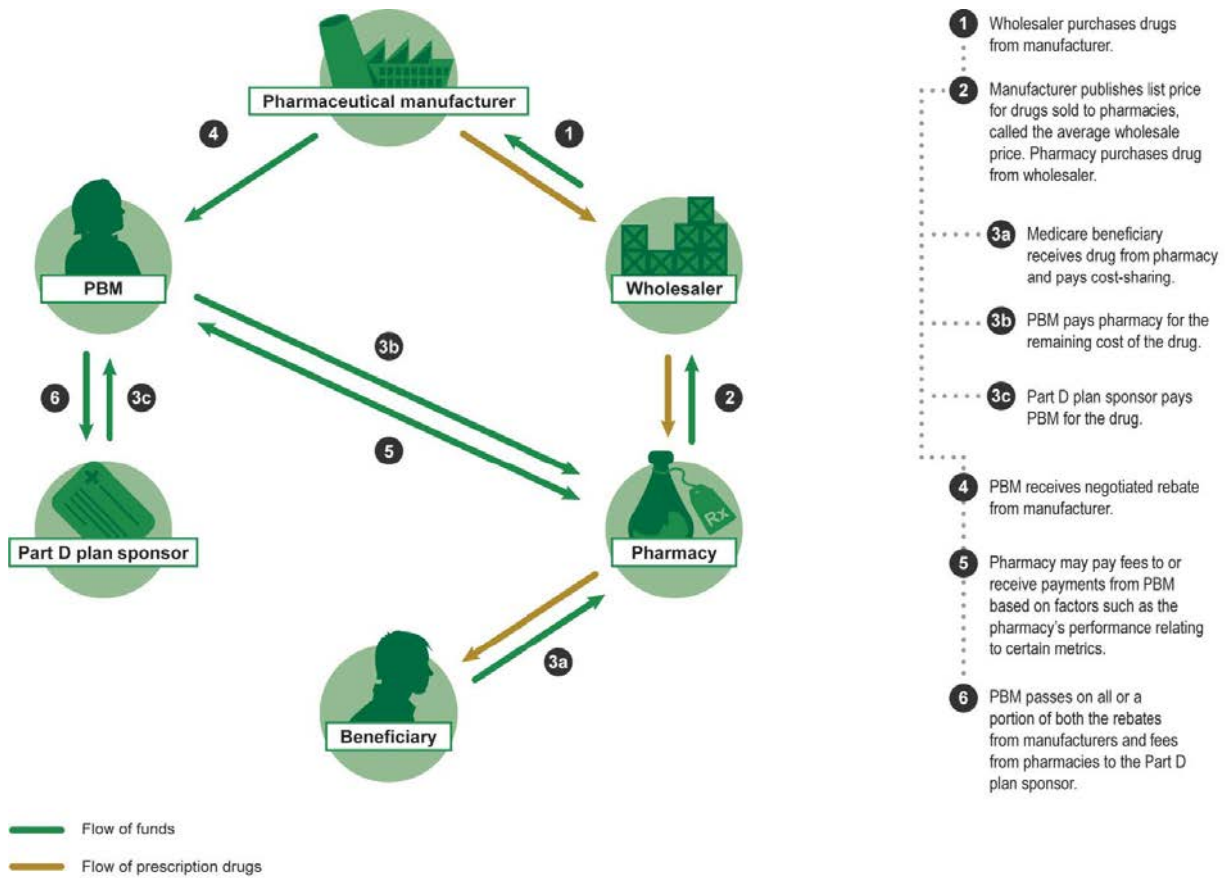 Pharmaceutical manufacturer
4
1
PBM
Wholesaler
3b
6
3c
5
2
Part D plan sponsor
Rx
Pharmacy
3a
Beneficiary
Flow of funds
Flow of prescription drugs
1 Wholesaler purchases drugs
from manufacturer.
2 Manufacturer publishes list price
for drugs sold to pharmacies,
called the average wholesale
price. Pharmacy purchases drug
from wholesaler.
3a Medicare beneficiary
receives drug from pharmacy
and pays cost-sharing.
3b PBM pays pharmacy for the
remaining cost of the drug.
3c Part D plan sponsor pays
PBM for the drug.
4 PBM receives negotiated rebate
from manufacturer.
5 Pharmacy may pay fees to or
receive payments from PBM
based on factors such as the
pharmacy's performance relating
to certain metrics.
6 PBM passes on all or a
portion of both the rebates
from manufacturers and fees
from pharmacies to the Part D
plan sponsor.